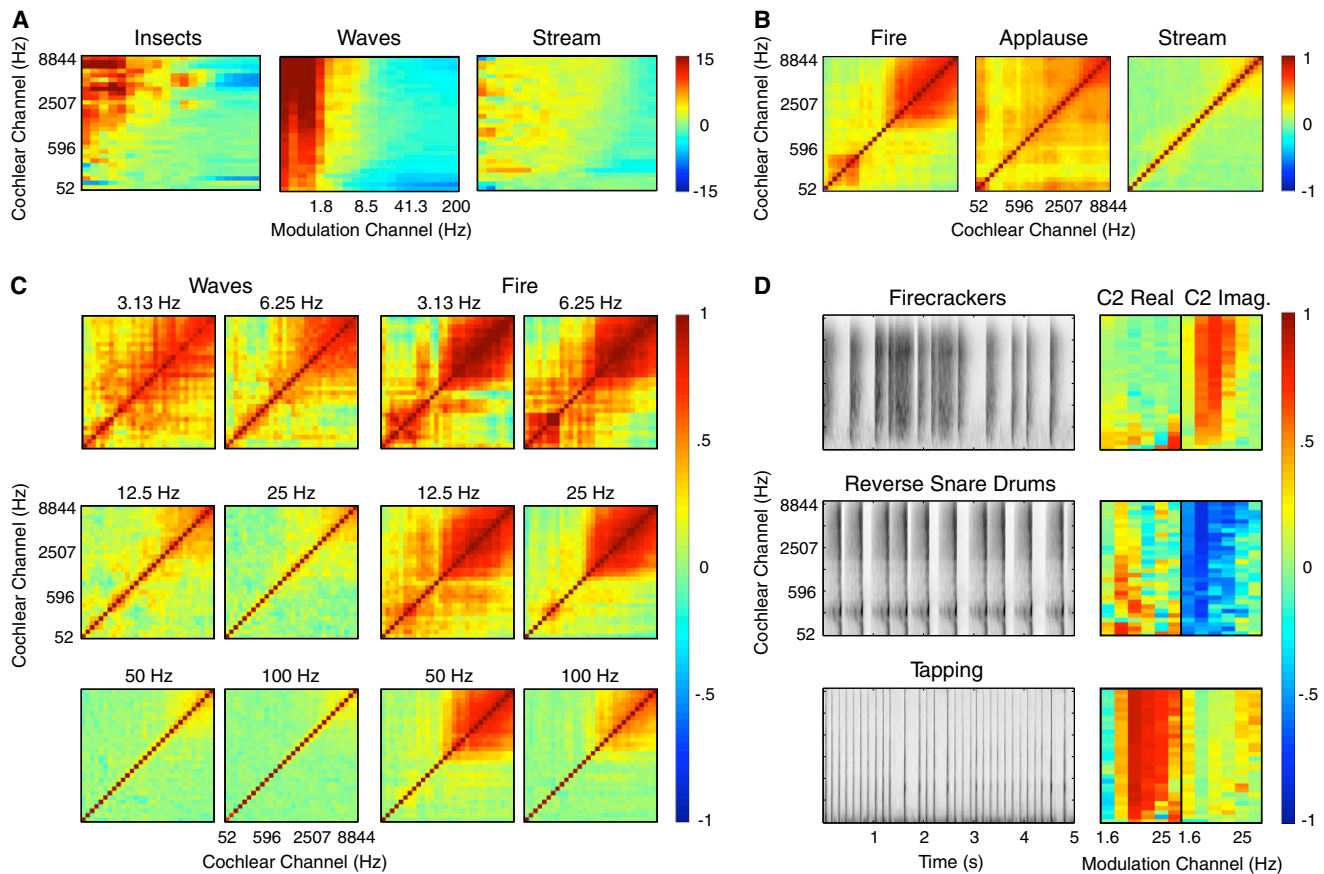 A
Insects
Waves
Stream
8844
2507
596
52
Cochlear Channel (Hz)
1.8 8.5 41.3 200
Modulation Channel (Hz)
15
0
-15
B
Fire
Applause
Stream
8844
2507
596
52
Cochlear Channel (Hz)
52 596 2507 8844
Cochlear Channel (Hz)
1
0
-1
C
Waves
Fire
3.13 Hz
6.25 Hz
3.13 Hz
6.25 Hz
12.5 Hz
25 Hz
12.5 Hz
25 Hz
8844
2507
596
52
Cochlear Channel (Hz)
50 Hz
100 Hz
50 Hz
100 Hz
52 596 2507 8844
Cochlear Channel (Hz)
1
.5
0
-.5
-1
D
Firecrackers
C2 Real
C2 Imag.
Reverse Snare Drums
8844
2507
596
52
Cochlear Channel (Hz)
Tapping
1 2 3 4 5
Time (s)
1.6 25 1.6 25
Modulation Channel (Hz)
1
.5
0
-.5
-1